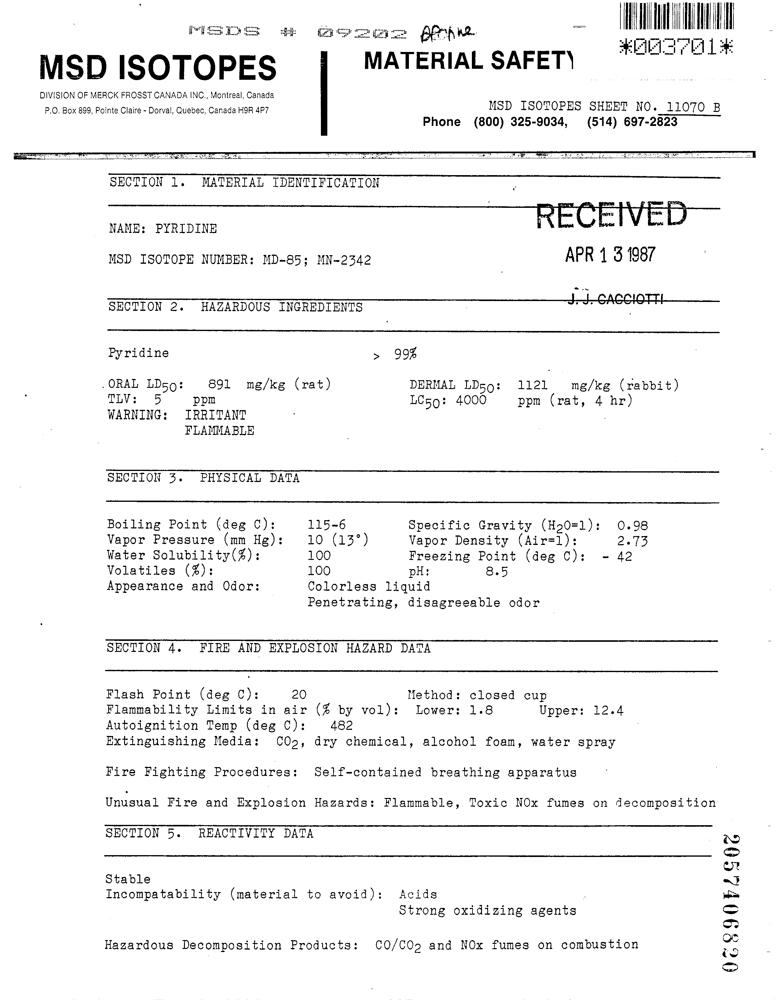 MSDS # 09202
*003701*
MSD ISOTOPES
MATERIAL SAFETY
DIVISION OF MERCK FROSST CANADA INC., Montreal, Canada
P.O. Box 899, Pointe Claire - Dorval, Quebec, Canada H9R 4P7
MSD ISOTOPES SHEET NO. 11070 B
Phone (800) 325-9034, (514) 697-2823
SECTION 1. MATERIAL IDENTIFICATION
RECEIVED
NAME: PYRIDINE
APR 13 1987
MSD ISOTOPE NUMBER: MD-85; MN-2342
J. J. CACCIOTTI
SECTION 2. HAZARDOUS INGREDIENTS
Pyridine > 99%
ORAL LD50: 891 mg/kg (rat) DERMAL LD50: 1121 mg/kg (rabbit)
TLV: 5 ppm LC50: 4000 ppm (rat, 4 hr)
WARNING: IRRITANT
FLAMMABLE
SECTION 3. PHYSICAL DATA
Boiling Point (deg C): 115-6 Specific Gravity (H2O=1): 0.98
Vapor Pressure (mm Hg): 10 (13°) Vapor Density (Air=1): 2.73
Water Solubility(%): 100 Freezing Point (deg C): - 42
Volatiles (%): 100 pH: 8.5
Appearance and Odor: Colorless liquid
Penetrating, disagreeable odor
SECTION 4. FIRE AND EXPLOSION HAZARD DATA
Flash Point (deg C): 20 Method: closed cup
Flammability Limits in air (% by vol): Lower: 1.8 Upper: 12.4
Autoignition Temp (deg C): 482
Extinguishing Media: CO2, dry chemical, alcohol foam, water spray
Fire Fighting Procedures: Self-contained breathing apparatus
Unusual Fire and Explosion Hazards: Flammable, Toxic NOx fumes on decomposition
SECTION 5. REACTIVITY DATA
Stable
Incompatability (material to avoid): Acids
Strong oxidizing agents
Hazardous Decomposition Products: CO/CO2 and NOx fumes on combustion
2057406820